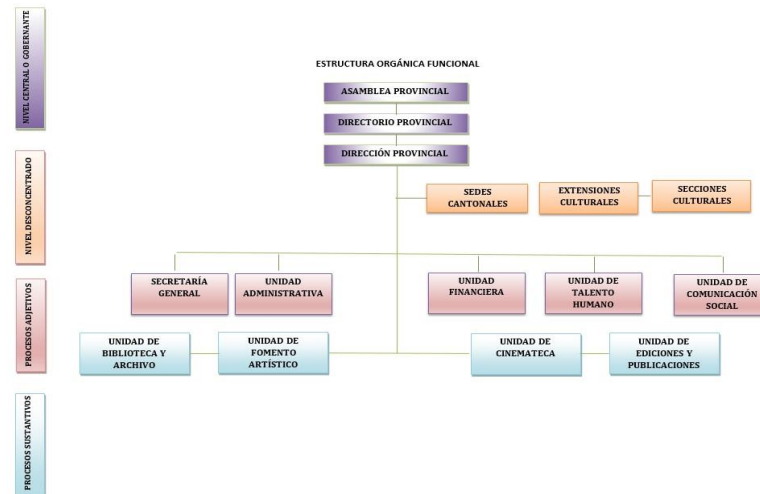 NIVEL CENTRAL O GOBERNANTE
ESTRUCTURA ORGÁNICA FUNCIONAL
ASAMBLEA PROVINCIAL
DIRECTORIO PROVINCIAL
DIRECCIÓN PROVINCIAL
NIVEL DESCONCENTRADO
SEDES
CANTONALES
EXTENSIONES
CULTURALES
SECCIONES
CULTURALES
PROCESOS ADJETIVOS
SECRETARÍA
GENERAL
UNIDAD
ADMINISTRATIVA
UNIDAD
FINANCIERA
UNIDAD DE
TALENTO
HUMANO
UNIDAD DE
COMUNICACIÓN
SOCIAL
UNIDAD DE
BIBLIOTECA Y
ARCHIVO
UNIDAD DE
FOMENTO
ARTÍSTICO
UNIDAD DE
CINEMATECA
UNIDAD DE
EDICIONES Y
PUBLICACIONES
PROCESOS SUSTANTIVOS